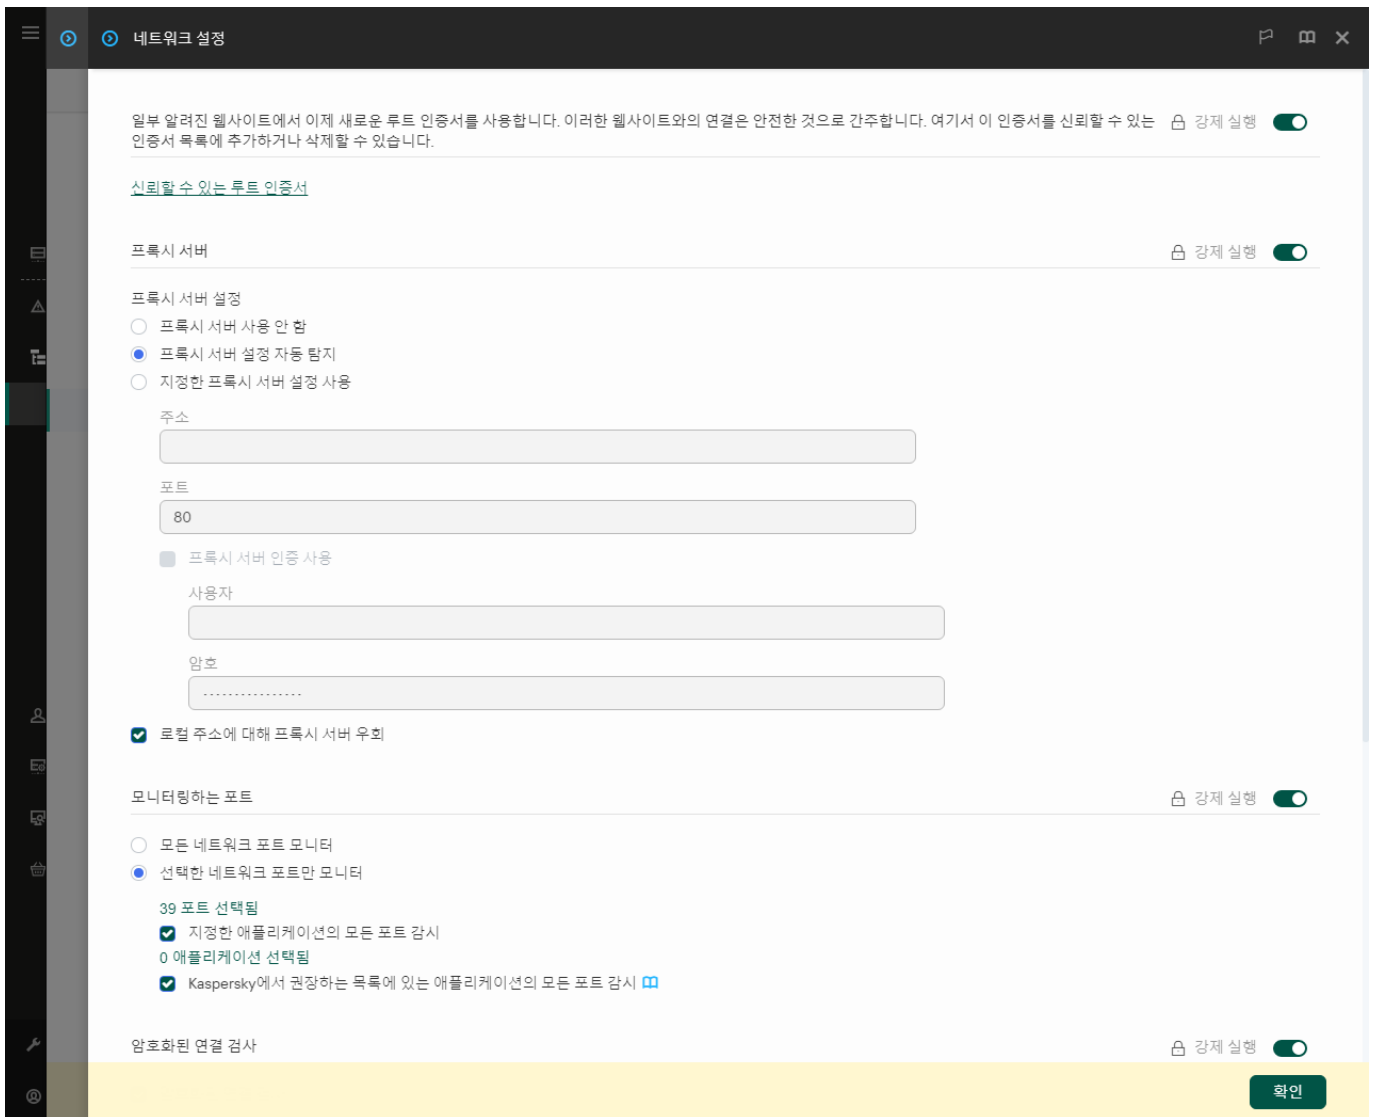 네트워크 설정
일부 알려진 웹사이트에서 이제 새로운 루트 인증서를 사용합니다. 이러한 웹사이트와의 연결은 안전한 것으로 간주합니다. 여기서 이 인증서를 신뢰할 수 있는
인증서 목록에 추가하거나 삭제할 수 있습니다.
강제 실행
신뢰할 수 있는 루트 인증서
프록시 서버
강제 실행
프록시 서버 설정
프록시 서버 사용 안 함
프록시 서버 설정 자동 탐지
지정한 프록시 서버 설정 사용
주소
포트
80
프록시 서버 인증 사용
사용자
암호
로컬 주소에 대해 프록시 서버 우회
모니터링하는 포트
강제 실행
모든 네트워크 포트 모니터
선택한 네트워크 포트만 모니터
39 포트 선택됨
지정한 애플리케이션의 모든 포트 감시
0 애플리케이션 선택됨
Kaspersky에서 권장하는 목록에 있는 애플리케이션의 모든 포트 감시
암호화된 연결 검사
강제 실행
확인